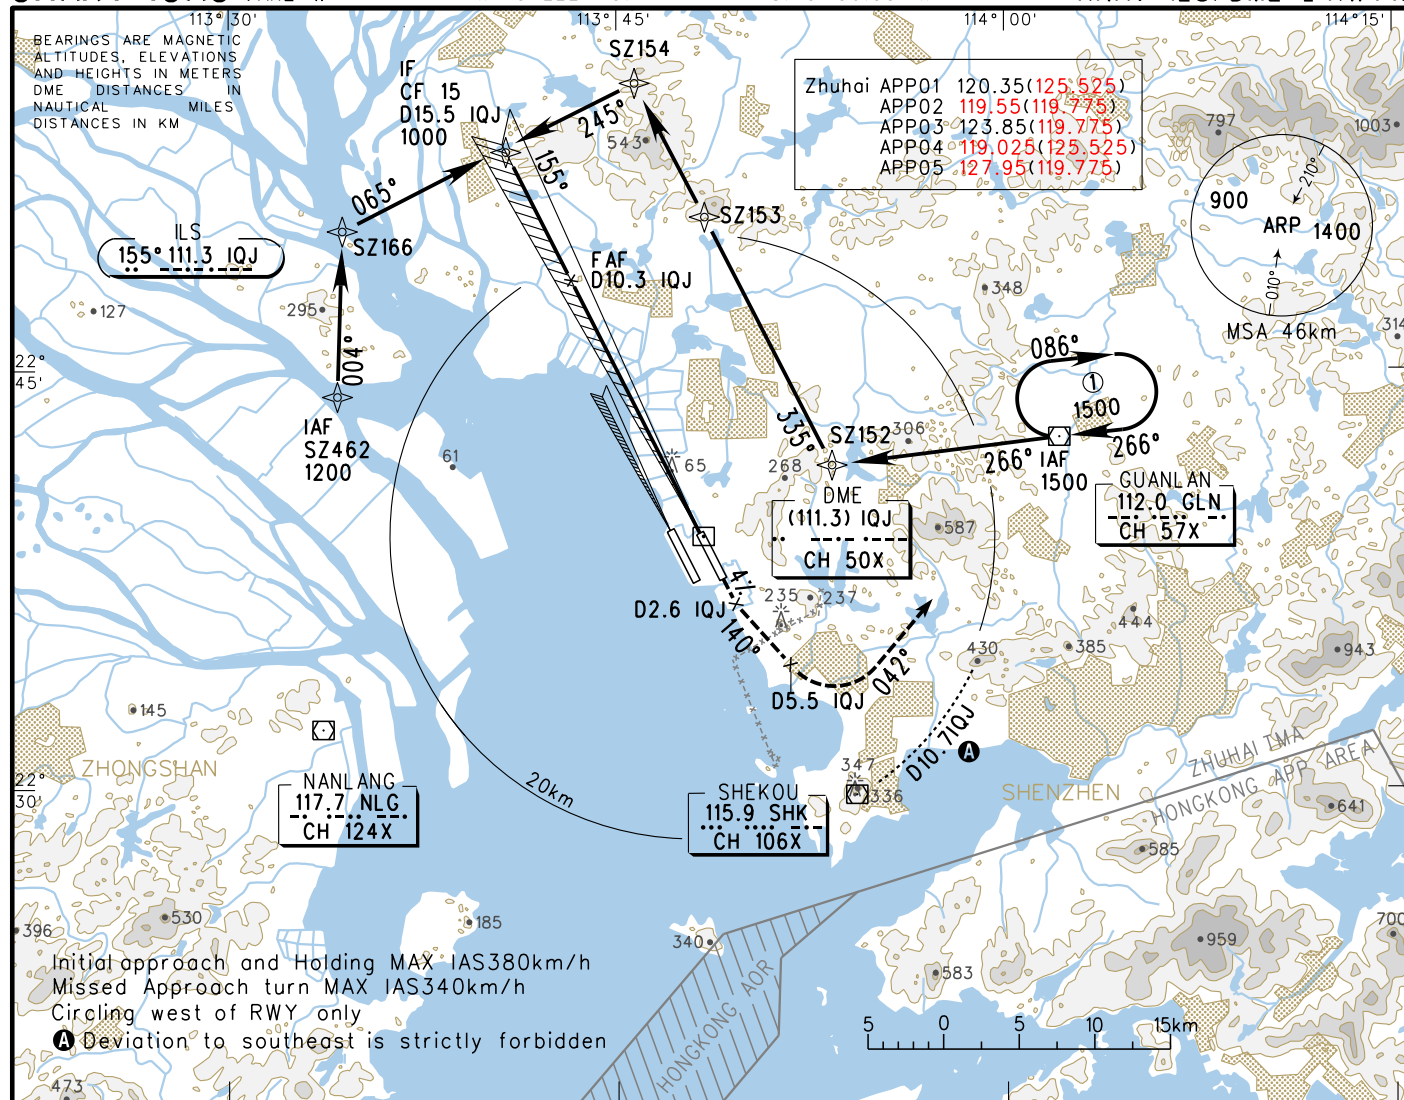 113°30'
113°45'
114°00'
114°15'
BEARINGS ARE MAGNETIC
ALTITUDES, ELEVATIONS
AND HEIGHTS IN METERS
DME DISTANCES IN
NAUTICAL MILES
DISTANCES IN KM
IF
CF 15
D15.5 IQJ
1000
SZ154
245°
543
155°
065°
SZ166
ILS
155° 111.3 IQJ
SZ153
FAF
D10.3 IQJ
Zhuhai APP01 120.35(125.525)
APP02 119.55(119.775)
APP03 123.85(119.775)
APP04 119.025(125.525)
APP05 127.95(119.775)
797
1003
210°
900
ARP 1400
010°
MSA 46km
314
127
295
348
004°
22°
45'
IAF
SZ462
1200
61
65
335°
SZ152
306
268
086°
1
1500
266°
266°
IAF
1500
GUANLAN
112.0 GLN
CH 57X
DME
(111.3) IQJ
CH 50X
587
4.1
D2.6 IQJ
140°
235
237
D5.5 IQJ
042°
430
385
444
943
D10.7IQJ
A
145
ZHONGSHAN
22°
30'
NANLANG
117.7 NLG
CH 124X
20km
SHEKOU
115.9 SHK
CH 106X
347
336
SHENZHEN
ZHUHAI TMA
HONGKONG APP AREA
641
585
530
396
185
340
959
583
700
473
HONGKONG AOR
Initial approach and Holding MAX IAS380km/h
Missed Approach turn MAX IAS340km/h
Circling west of RWY only
A Deviation to southeast is strictly forbidden
5 0 5 10 15km